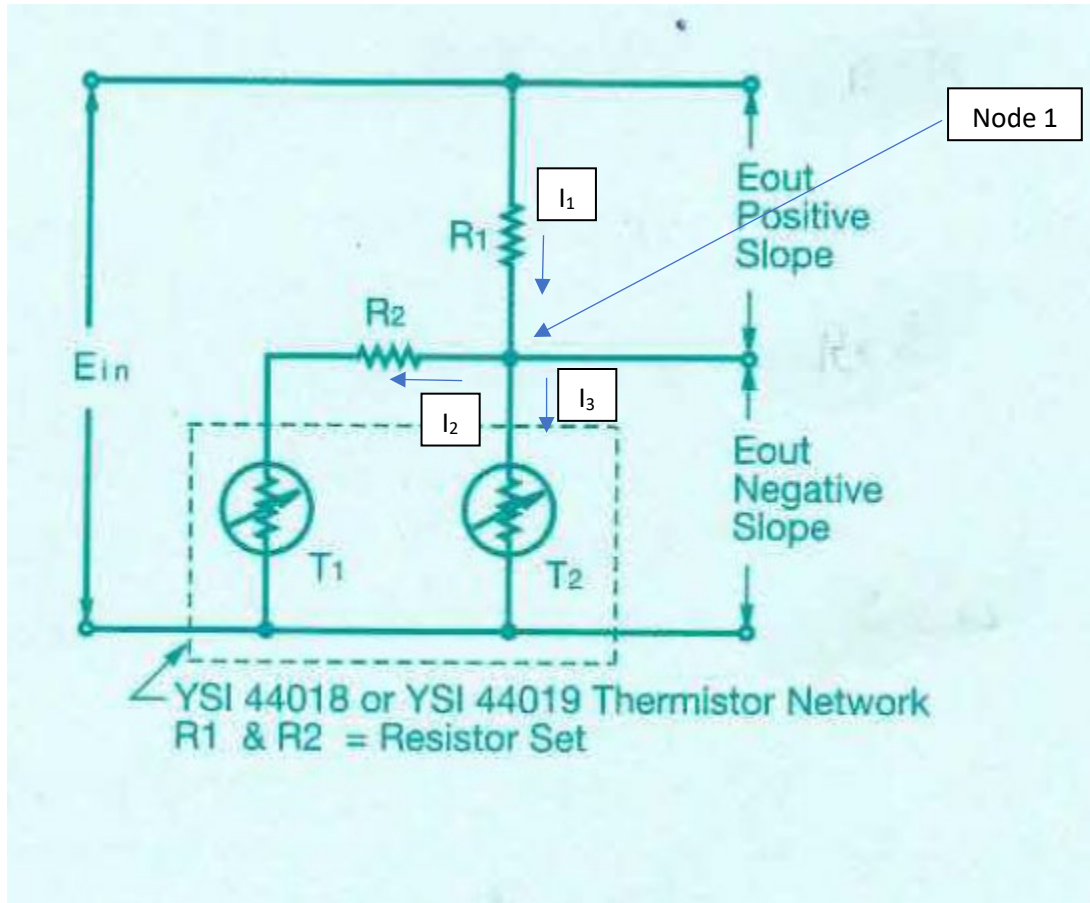 Node 1
I₁
Eout
Positive
Slope
R1
R2
Ein
I₃
I₂
Eout
Negative
Slope
T1
T2
YSI 44018 or YSI 44019 Thermistor Network
R1 & R2 = Resistor Set